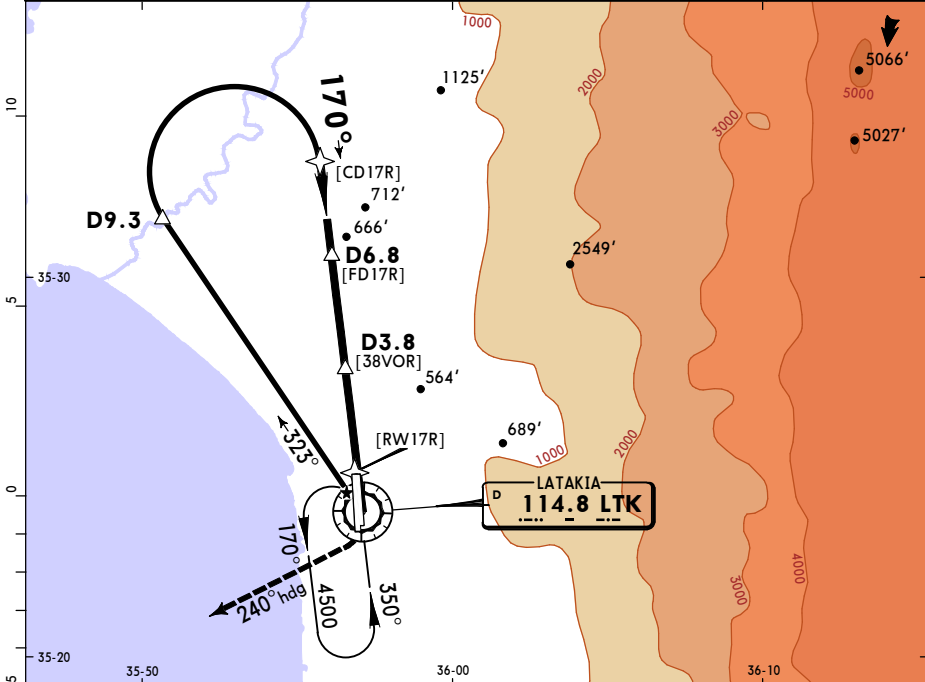 1000
5066’
5000
1125’
2000
3000
5027’
10
170°
[CD17R]
712’
D9.3
666’
D6.8
[FD17R]
2549’
35-30
5
D3.8
[38VOR]
564’
689’
323°
[RW17R]
1000
2000
LATAKIA
D
114.8 LTK
0
170°
240° hdg
4500
350°
3000
4000
35-20
5
35-50
36-00
36-10